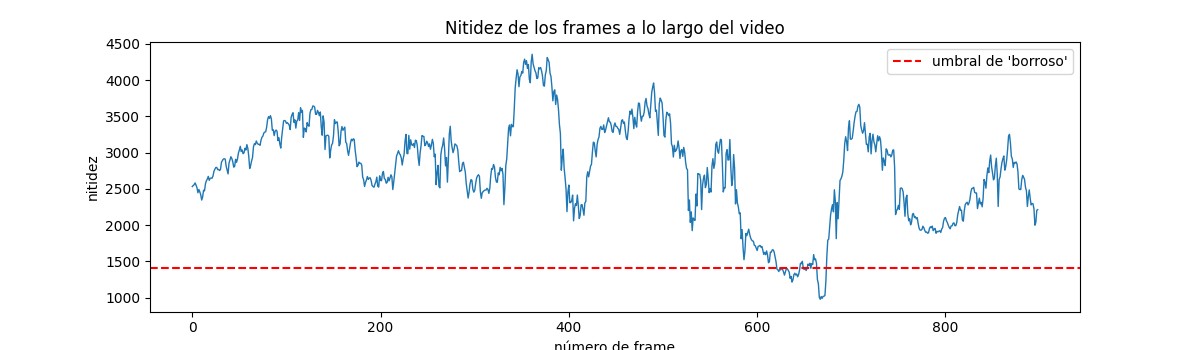 Nitidez de los frames a lo largo del video
umbral de 'borroso'
nitidez
4500
4000
3500
3000
2500
2000
1500
1000
0 200 400 600 800
número de frame